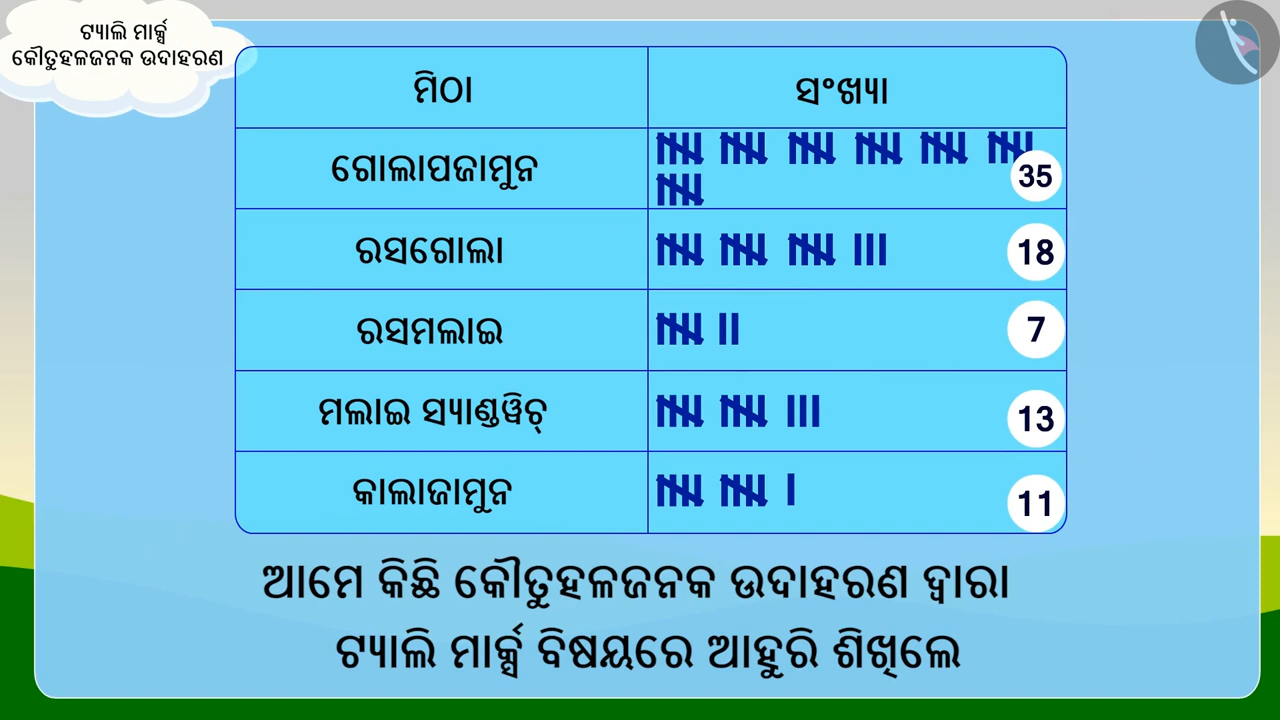 ଟ୍ୟାଲି ମାର୍କ୍ସ
କୌତୁହଳଜନକ ଉଦାହରଣ
ମିଠା ସଂଖ୍ୟା
ଗୋଲାପଜାମୁନ 35
ରସଗୋଲା 18
ରସମଲାଇ 7
ମଲାଇ ସ୍ୟାଣ୍ଡୱିଚ୍ 13
କାଲାଜାମୁନ 11
ଆମେ କିଛି କୌତୁହଳଜନକ ଉଦାହରଣ ଦ୍ୱାରା
ଟ୍ୟାଲି ମାର୍କ୍ସ ବିଷୟରେ ଆହୁରି ଶିଖିଲେ